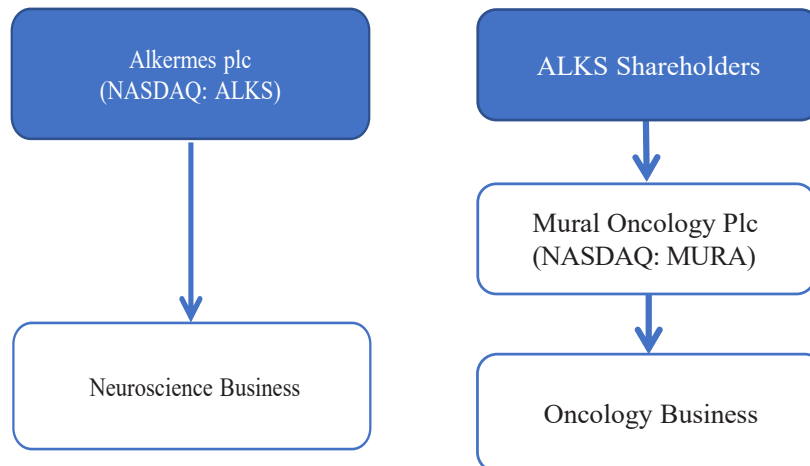 Alkermes plc
(NASDAQ: ALKS)
Neuroscience Business
ALKS Shareholders
Mural Oncology Plc
(NASDAQ: MURA)
Oncology Business